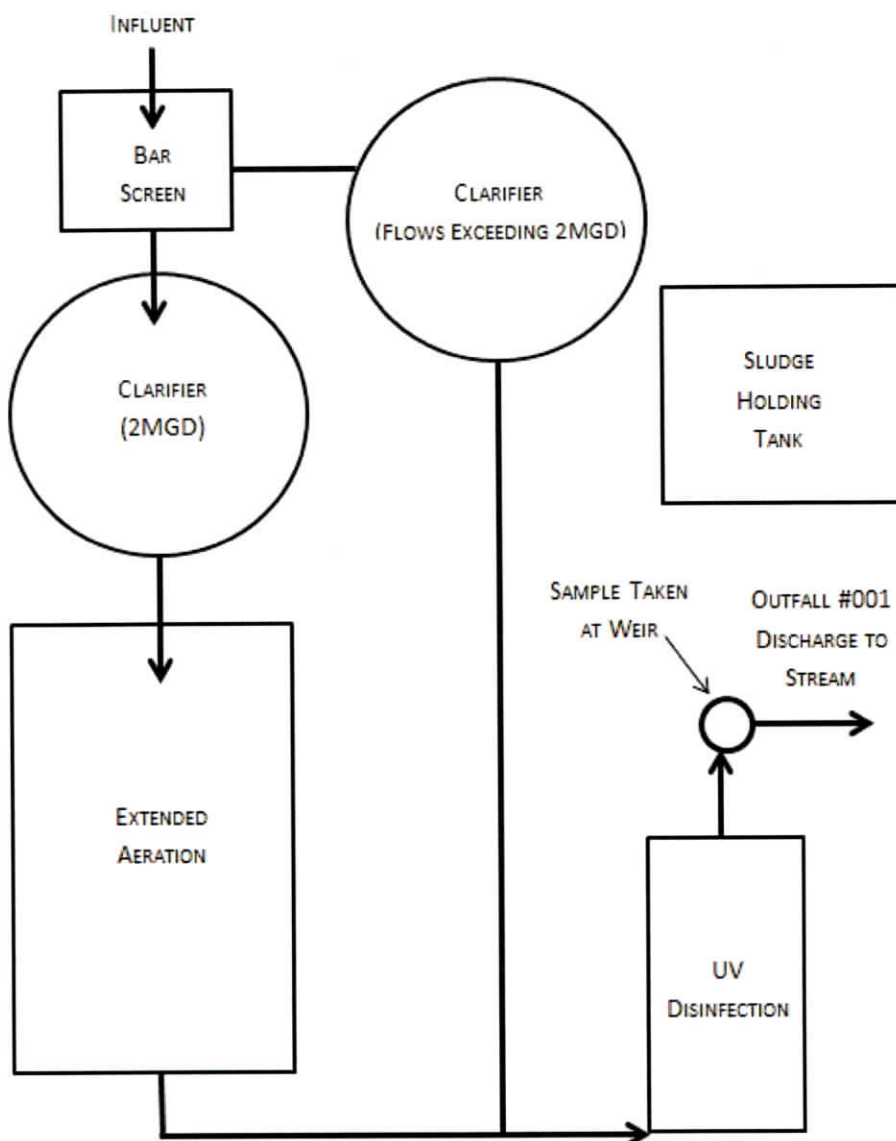 INFLUENT
BAR
SCREEN
CLARIFIER
(FLOWS EXCEEDING 2MGD)
CLARIFIER
(2MGD)
SLUDGE
HOLDING
TANK
SAMPLE TAKEN
AT WEIR
OUTFALL #001
DISCHARGE TO
STREAM
EXTENDED
AERATION
UV
DISINFECTION